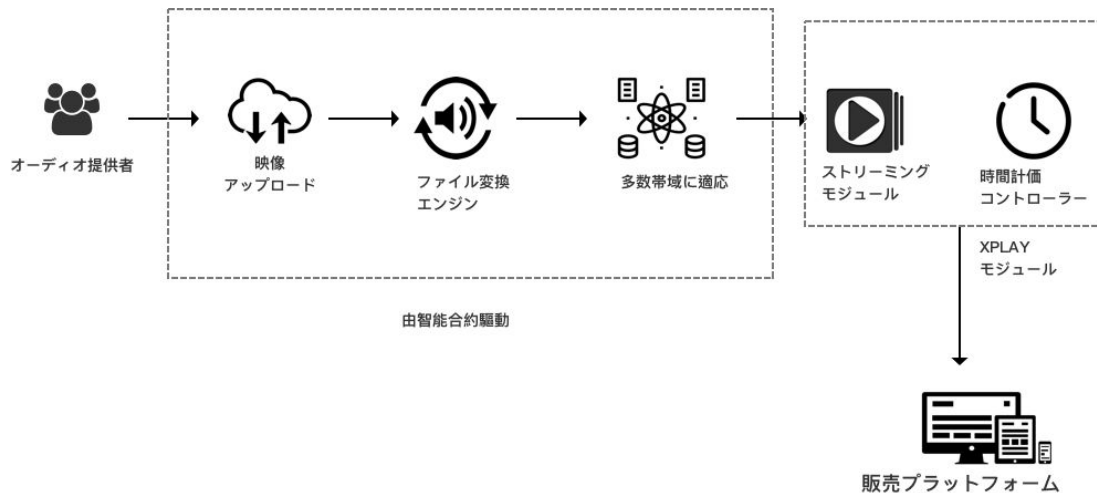 オーディオ提供者
映像
アップロード
ファイル変換
エンジン
多数帯域に適応
ストリーミング
モジュール
時間計価
コントローラー
由智能合約驅動
XPLAY
モジュール
販売プラットフォーム